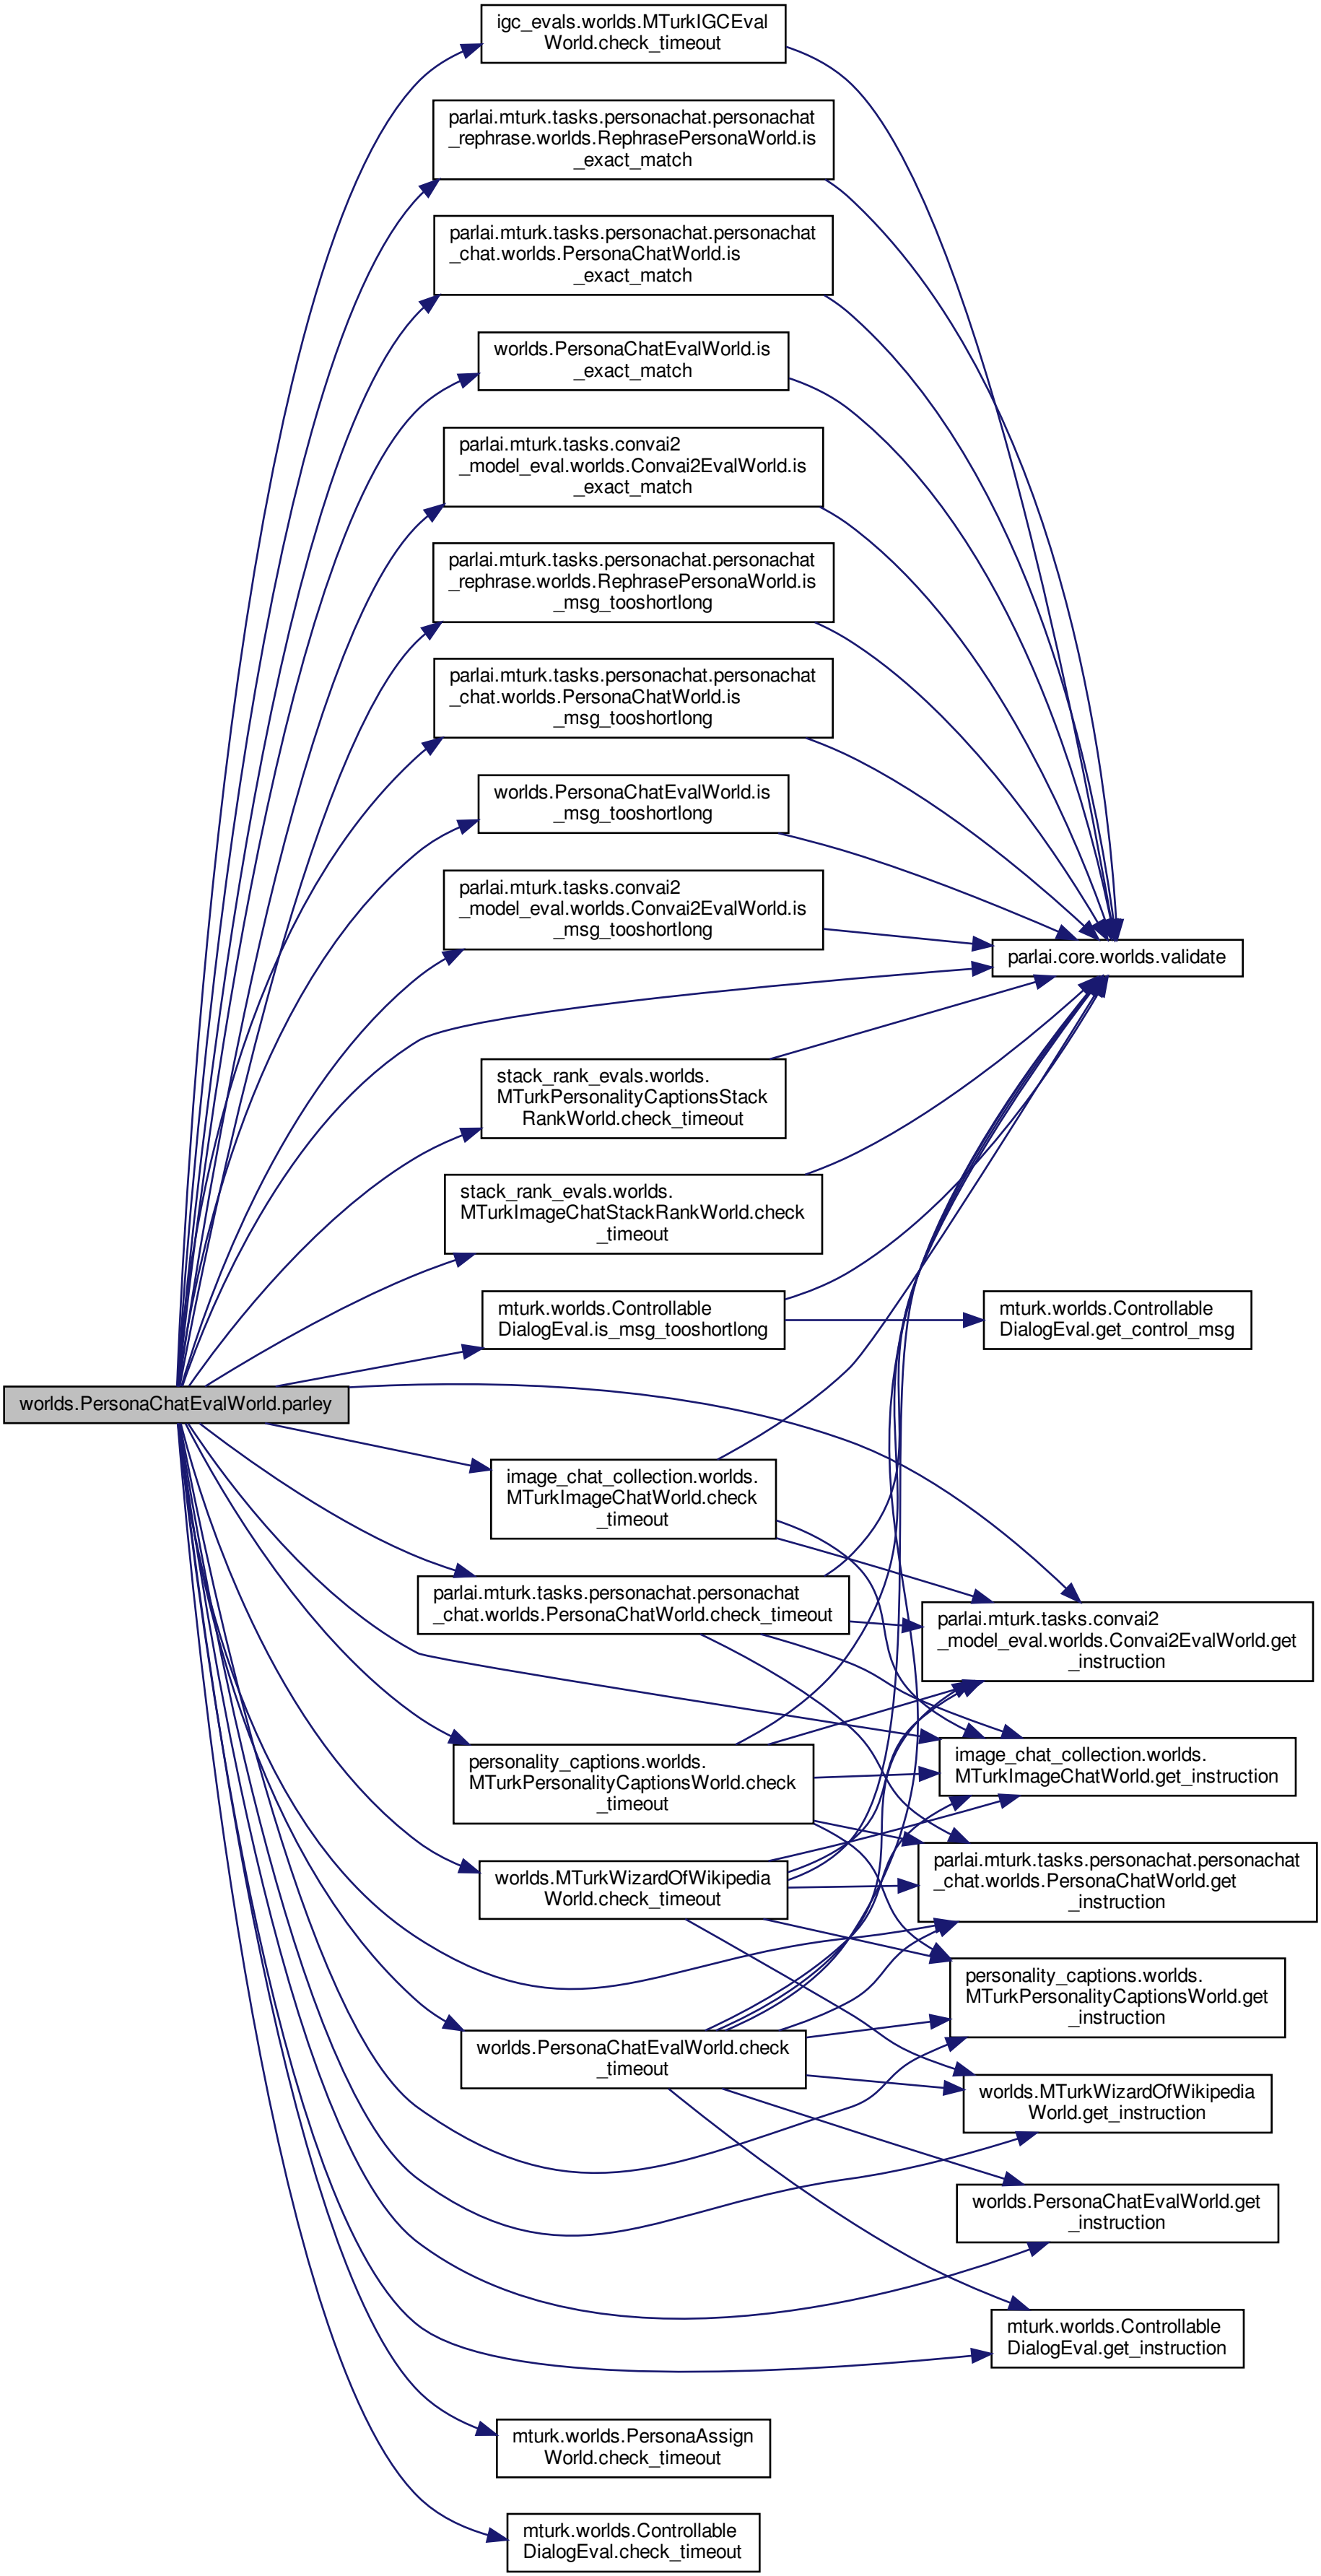 igc_evals.worlds.MTurkIGCEval
World.check_timeout
parlai.mturk.tasks.personachat.personachat
_rephrase.worlds.RephrasePersonaWorld.is
_exact_match
parlai.mturk.tasks.personachat.personachat
_chat.worlds.PersonaChatWorld.is
_exact_match
worlds.PersonaChatEvalWorld.is
_exact_match
parlai.mturk.tasks.convai2
_model_eval.worlds.Convai2EvalWorld.is
_exact_match
parlai.mturk.tasks.personachat.personachat
_rephrase.worlds.RephrasePersonaWorld.is
_msg_tooshortlong
parlai.mturk.tasks.personachat.personachat
_chat.worlds.PersonaChatWorld.is
_msg_tooshortlong
worlds.PersonaChatEvalWorld.is
_msg_tooshortlong
parlai.mturk.tasks.convai2
_model_eval.worlds.Convai2EvalWorld.is
_msg_tooshortlong
parlai.core.worlds.validate
stack_rank_evals.worlds.
MTurkPersonalityCaptionsStack
RankWorld.check_timeout
stack_rank_evals.worlds.
MTurkImageChatStackRankWorld.check
_timeout
mturk.worlds.Controllable
DialogEval.is_msg_tooshortlong
mturk.worlds.Controllable
DialogEval.get_control_msg
worlds.PersonaChatEvalWorld.parley
image_chat_collection.worlds.
MTurkImageChatWorld.check
_timeout
parlai.mturk.tasks.personachat.personachat
_chat.worlds.PersonaChatWorld.check_timeout
parlai.mturk.tasks.convai2
_model_eval.worlds.Convai2EvalWorld.get
_instruction
personality_captions.worlds.
MTurkPersonalityCaptionsWorld.check
_timeout
image_chat_collection.worlds.
MTurkImageChatWorld.get_instruction
worlds.MTurkWizardOfWikipedia
World.check_timeout
parlai.mturk.tasks.personachat.personachat
_chat.worlds.PersonaChatWorld.get
_instruction
personality_captions.worlds.
MTurkPersonalityCaptionsWorld.get
_instruction
worlds.PersonaChatEvalWorld.check
_timeout
worlds.MTurkWizardOfWikipedia
World.get_instruction
worlds.PersonaChatEvalWorld.get
_instruction
mturk.worlds.Controllable
DialogEval.get_instruction
mturk.worlds.PersonaAssign
World.check_timeout
mturk.worlds.Controllable
DialogEval.check_timeout